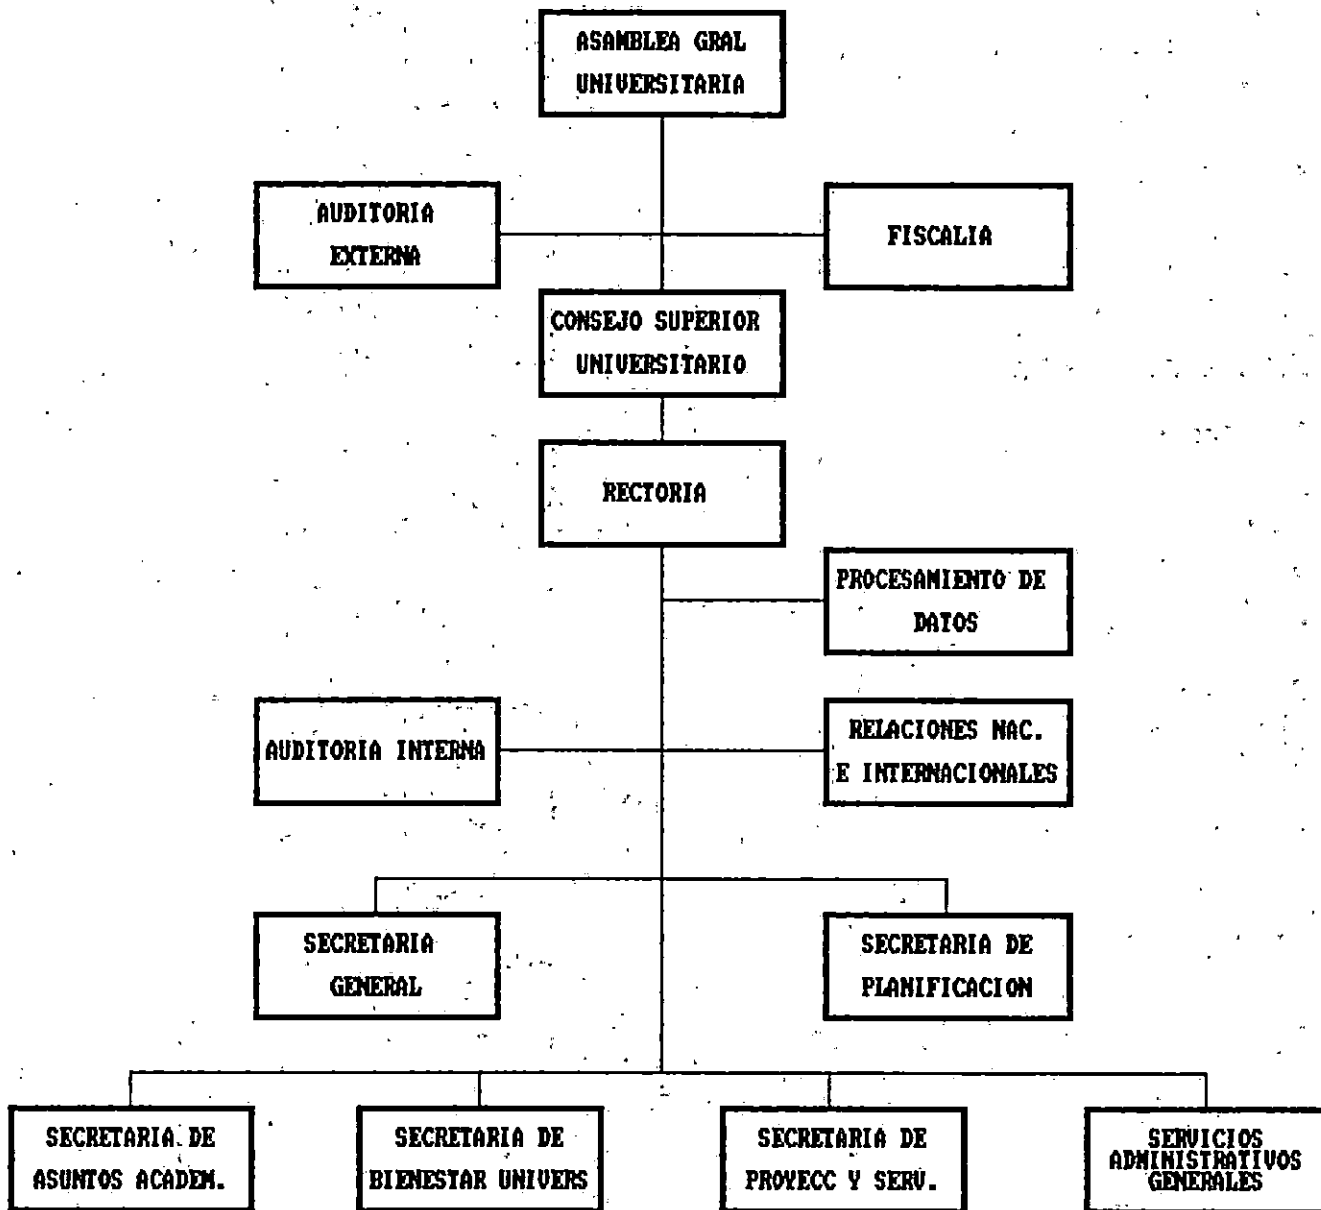 ASAMBLEA GRAL
UNIVERSITARIA
AUDITORIA
EXTERNA
FISCALIA
CONSEJO SUPERIOR
UNIVERSITARIO
RECTORIA
PROCESAMIENTO DE
DATOS
AUDITORIA INTERNA
RELACIONES NAC.
E INTERNACIONALES
SECRETARIA
GENERAL
SECRETARIA DE
PLANIFICACION
SECRETARIA DE
ASUNTOS ACADEM.
SECRETARIA DE
BIENESTAR UNIVERS
SECRETARIA DE
PROYECC Y SERV.
SERVICIOS
ADMINISTRATIVOS
GENERALES